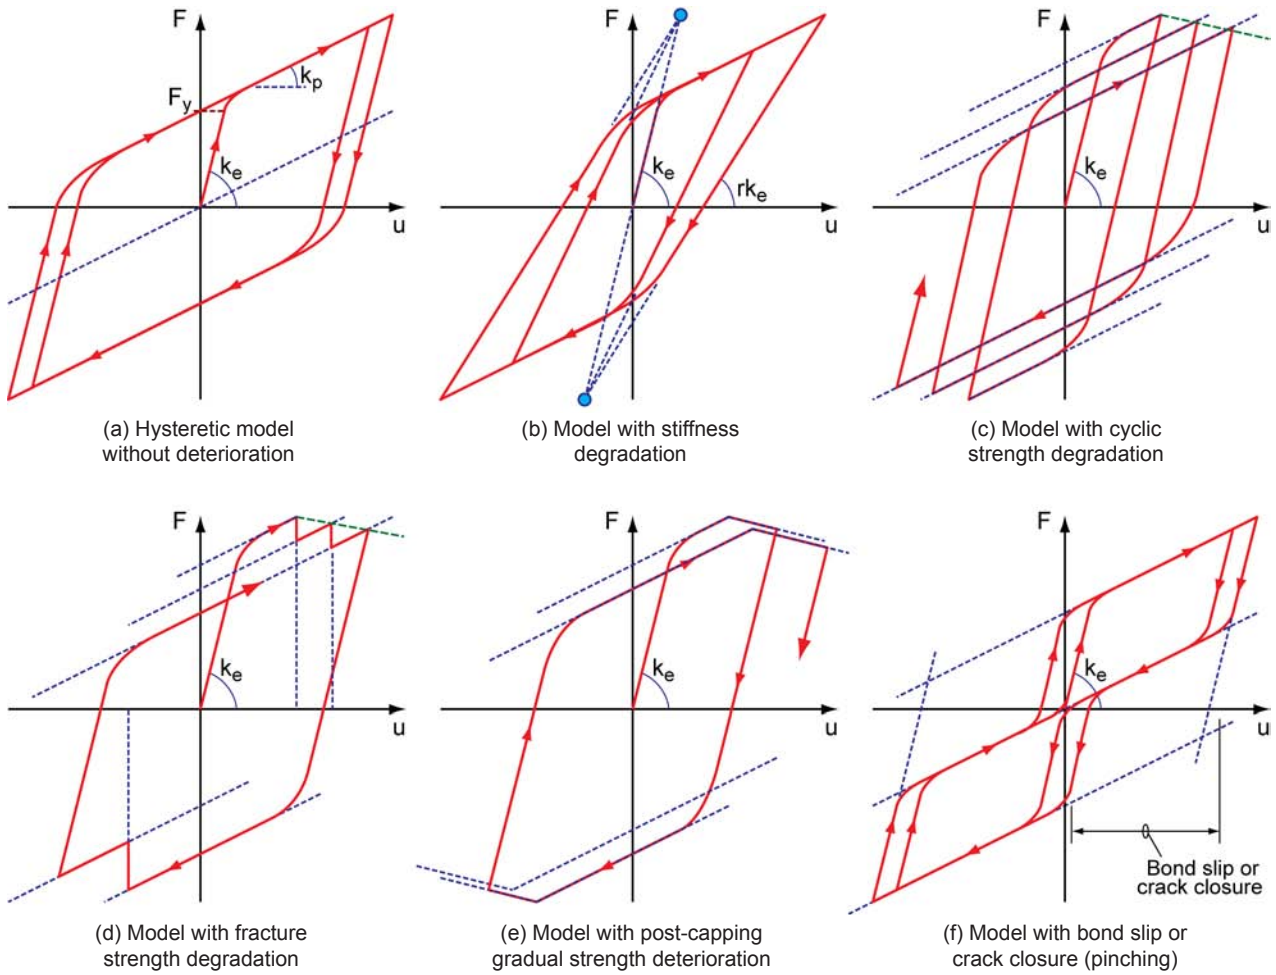 F
k_p
F_y
k_e
u
(a) Hysteretic model
without deterioration
F
k_e
rk_e
u
(b) Model with stiffness
degradation
F
k_e
u
(c) Model with cyclic
strength degradation
F
k_e
u
(d) Model with fracture
strength degradation
F
k_e
u
(e) Model with post-capping
gradual strength deterioration
F
k_e
u
Bond slip or
crack closure
(f) Model with bond slip or
crack closure (pinching)